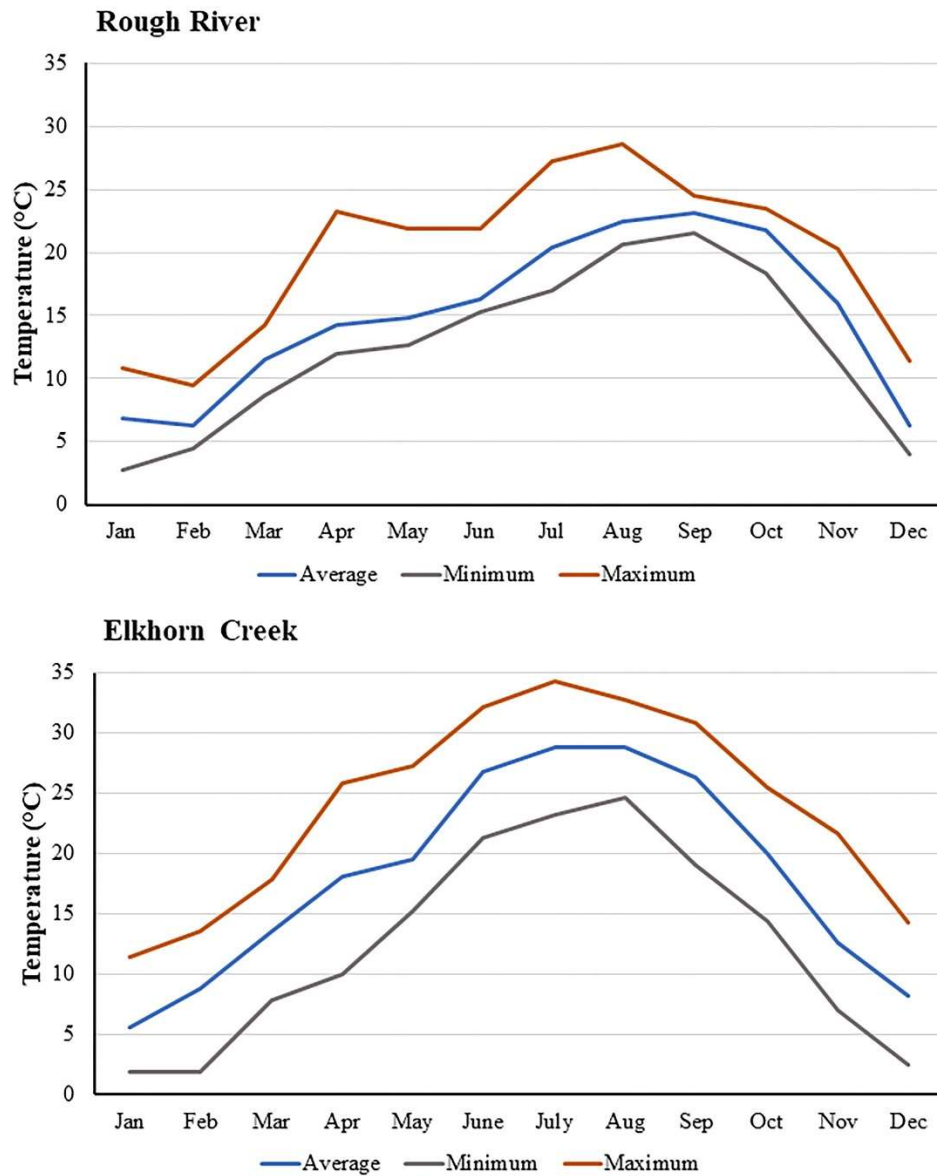 Rough River
35
30
25
20
15
10
5
0
Temperature (°C)
Jan Feb Mar Apr May Jun Jul Aug Sep Oct Nov Dec
Average Minimum Maximum
Elkhorn Creek
35
30
25
20
15
10
5
0
Temperature (°C)
Jan Feb Mar Apr May June July Aug Sep Oct Nov Dec
Average Minimum Maximum